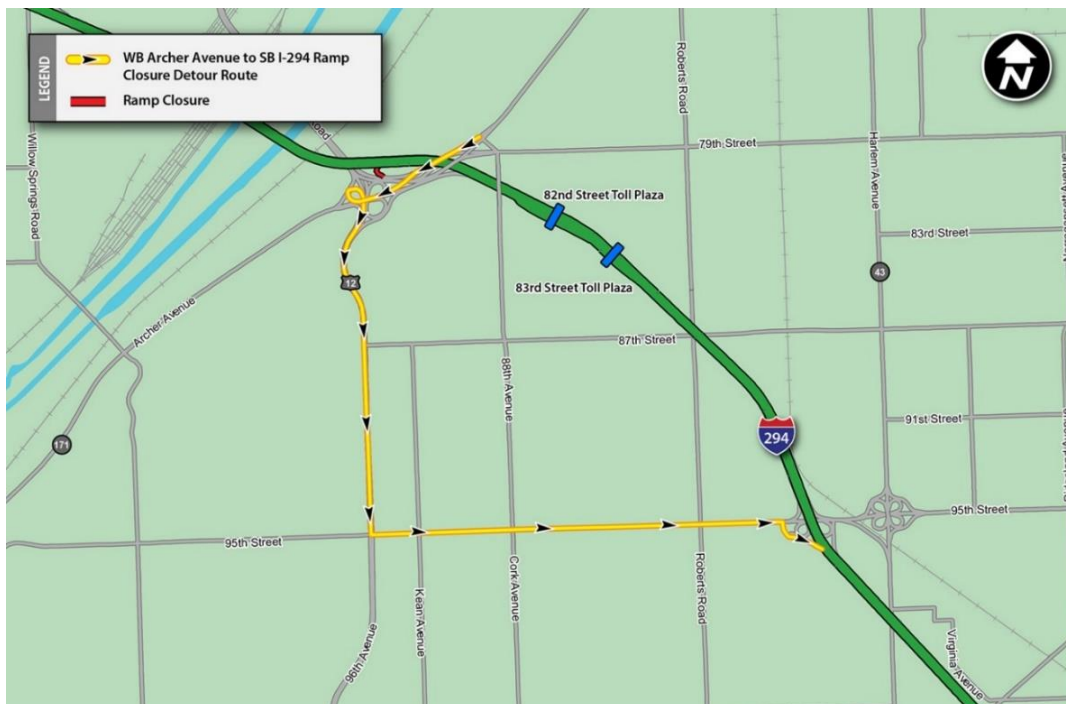 LEGEND
WB Archer Avenue to SB I-294 Ramp
Closure Detour Route
Ramp Closure
N
Willow Springs Road
Road
Roberts Road
79th Street
Harlem Avenue
82nd Street Toll Plaza
83rd Street
83rd Street Toll Plaza
12
43
Archer Avenue
87th Street
88th Avenue
91st Street
171
294
95th Street
95th Street
Kean Avenue
Cork Avenue
Roberts Road
96th Avenue
Virginia Avenue